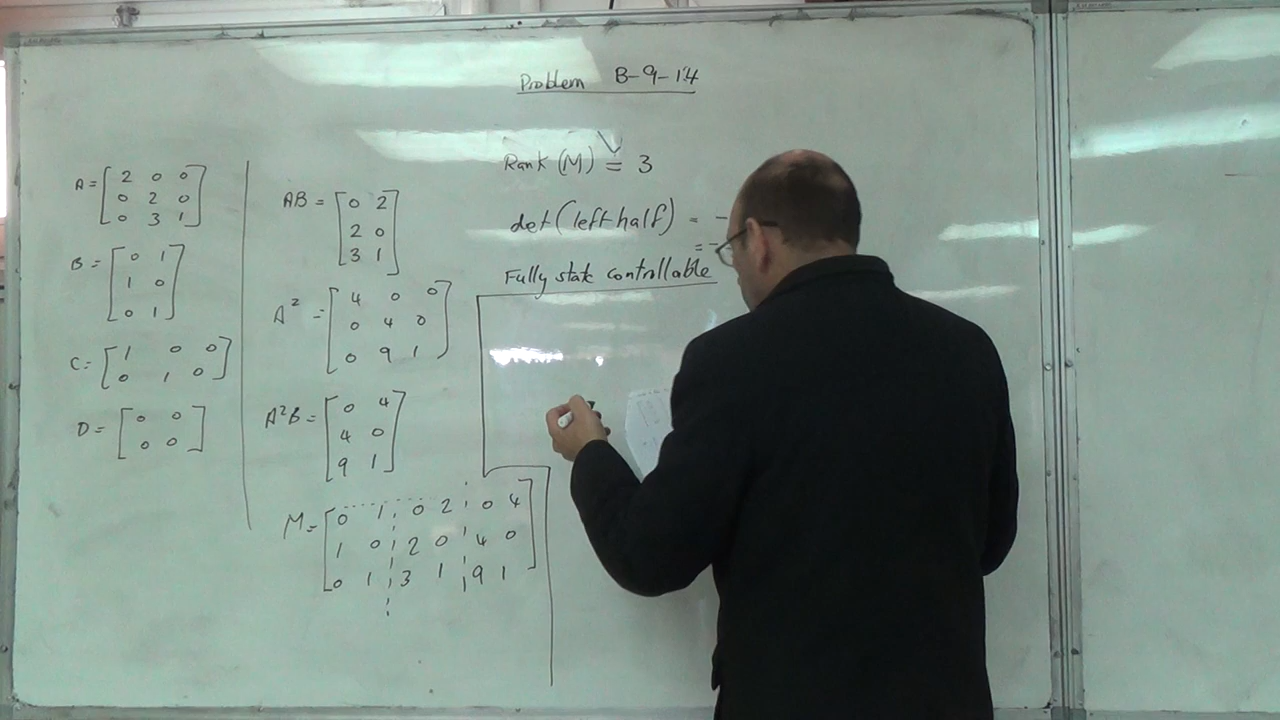 Problem B-9-14
A = [ 2 0 0
0 2 0
0 3 1 ]
B = [ 0 1
1 0
0 1 ]
C = [ 1 0 0
0 1 0 ]
D = [ 0 0
0 0 ]
AB = [ 0 2
2 0
3 1 ]
A² = [ 4 0 0
0 4 0
0 9 1 ]
A²B = [ 0 4
4 0
9 1 ]
M = [ 0 1 0 2 0 4
1 0 2 0 4 0
0 1 3 1 9 1 ]
Rank (M) = 3
det (left half) = -
= -
Fully state controllable